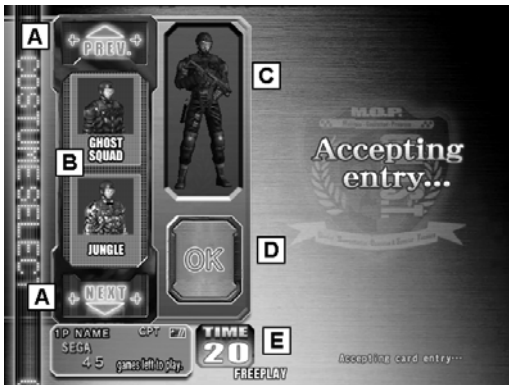 A
PREV.
C
COSTUME SELECT
B
GHOST
SQUAD
JUNGLE
M.O.P.
Accepting
entry...
D
OK
A
NEXT
1P NAME
CPT
SEGA
45 games left to play.
TIME
20
E
FREEPLAY
Accepting card entry...